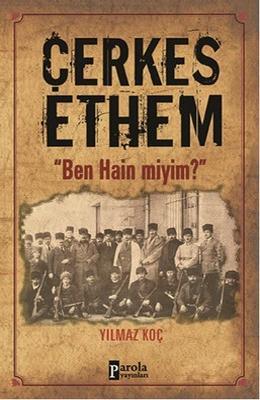 ÇERKES
ETHEM
"Ben Hain miyim?"
YILMAZ KOÇ
Parola
yayınları